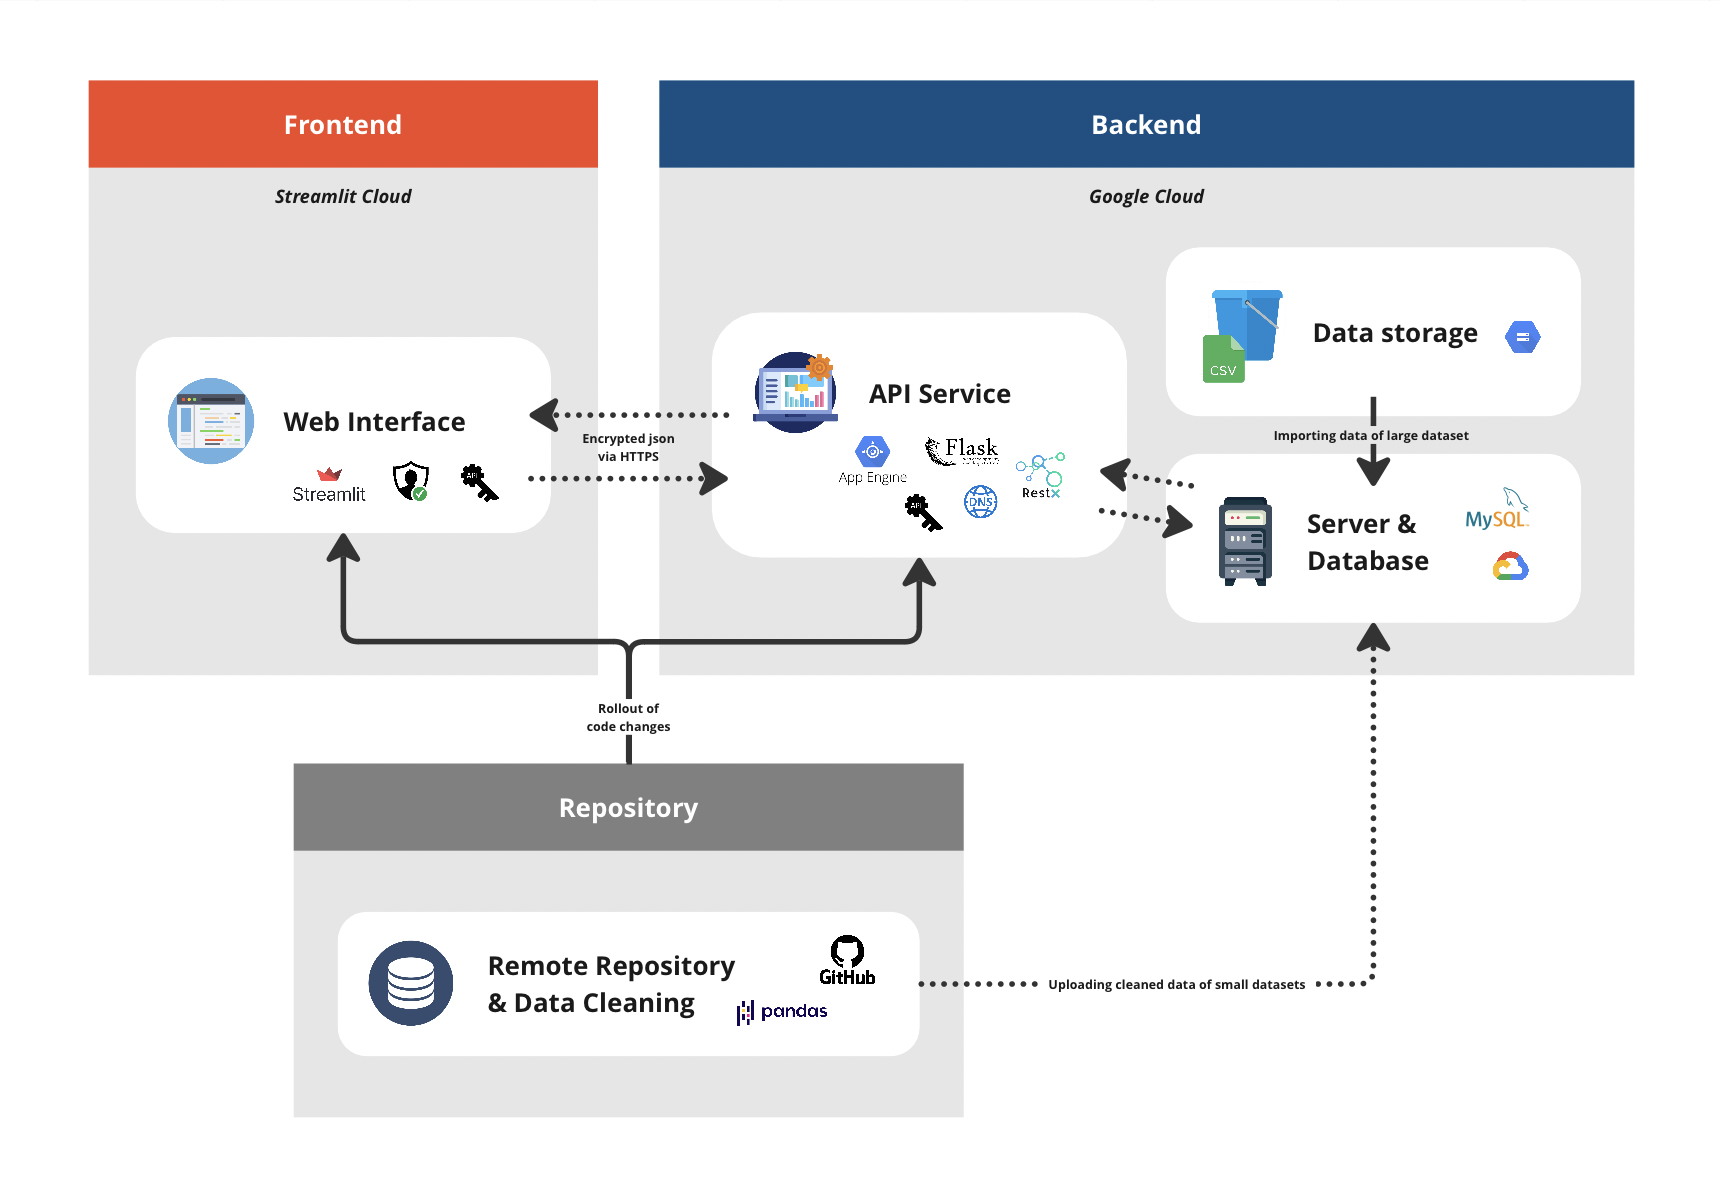 Frontend
Backend
Streamlit Cloud
Google Cloud
Web Interface
Streamlit
API
Encrypted json
via HTTPS
API Service
App Engine
Flask
RestX
API
DNS
CSV
Data storage
Importing data of large dataset
Server &
Database
MySQL
Rollout of
code changes
Repository
Remote Repository
& Data Cleaning
GitHub
pandas
Uploading cleaned data of small datasets